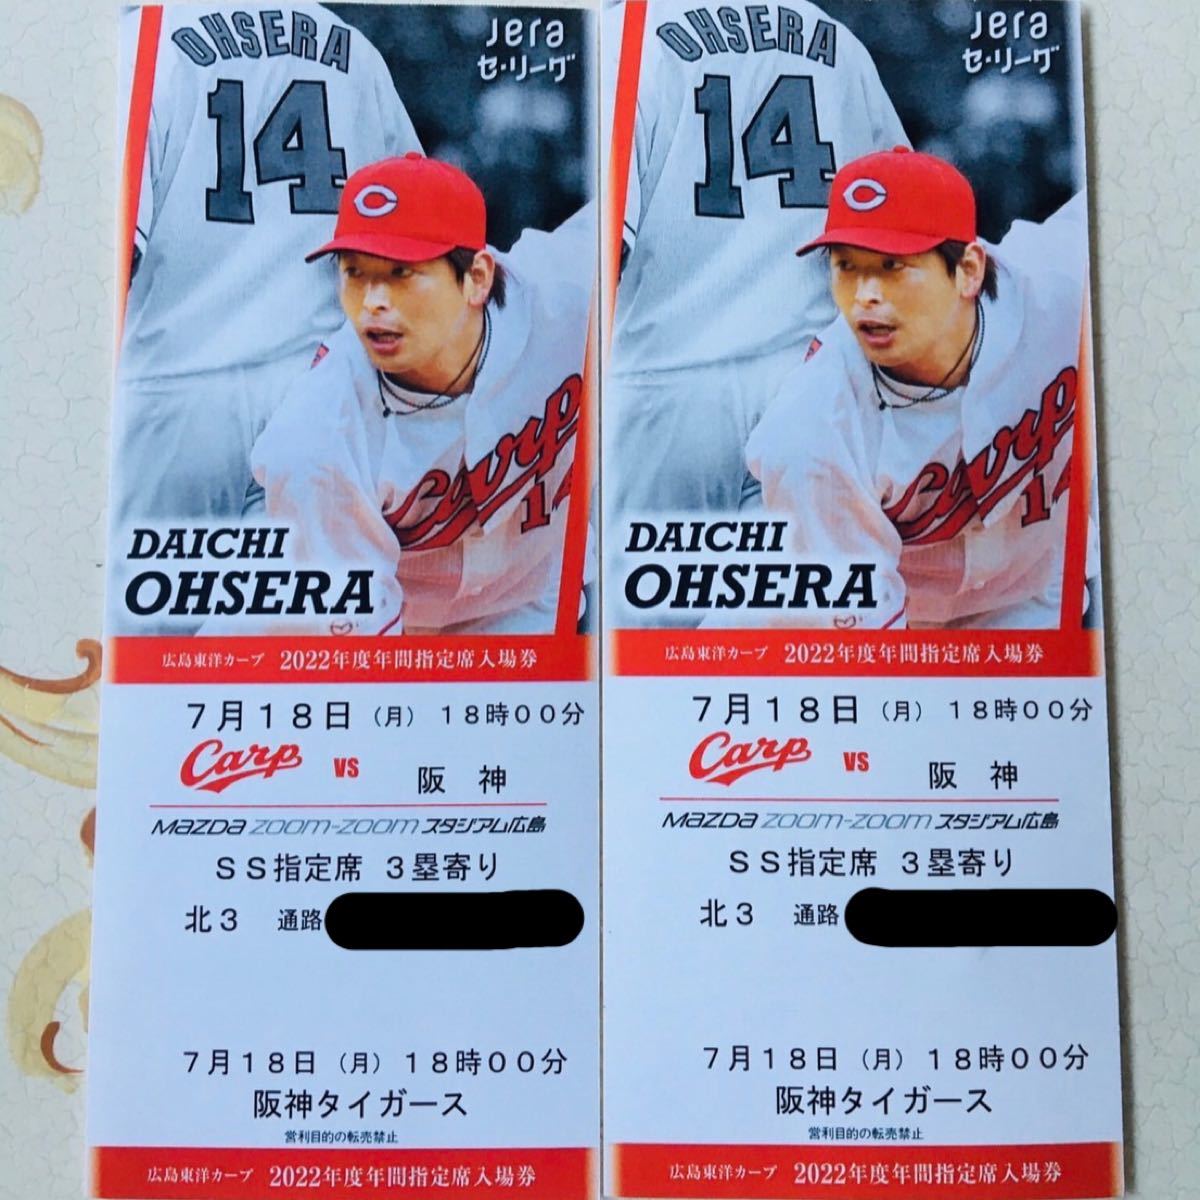 OHSERA
14
Jera
セ・リーグ
C
Carp
1
DAICHI
OHSERA
広島東洋カープ 2022年度年間指定席入場券
7月18日 (月) 18時00分
Carp VS 阪神
MAZDA ZOOM-ZOOM スタジアム広島
SS指定席 3塁寄り
北3 通路
7月18日 (月) 18時00分
阪神タイガース
営利目的の転売禁止
広島東洋カープ 2022年度年間指定席入場券
OHSERA
14
Jera
セ・リーグ
C
Carp
14
DAICHI
OHSERA
広島東洋カープ 2022年度年間指定席入場券
7月18日 (月) 18時00分
Carp VS 阪神
MAZDA ZOOM-ZOOM スタジアム広島
SS指定席 3塁寄り
北3 通路
7月18日 (月) 18時00分
阪神タイガース
営利目的の転売禁止
広島東洋カープ 2022年度年間指定席入場券